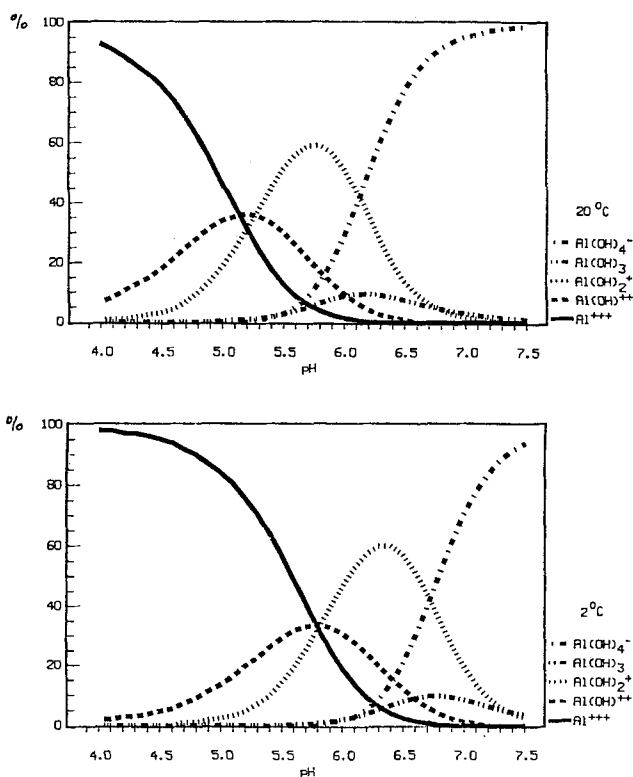 %
100
80
60
40
20
0
4.0 5.0 5.5 6.0 6.5 7.0 7.5
pH
20 °C
Al(OH)4-
Al(OH)3
Al(OH)2+
Al(OH)++
Al+++
%
100
80
60
40
20
0
4.0 4.5 5.0 5.5 6.0 6.5 7.0 7.5
pH
2 °C
Al(OH)4-
Al(OH)3
Al(OH)2+
Al(OH)++
Al+++